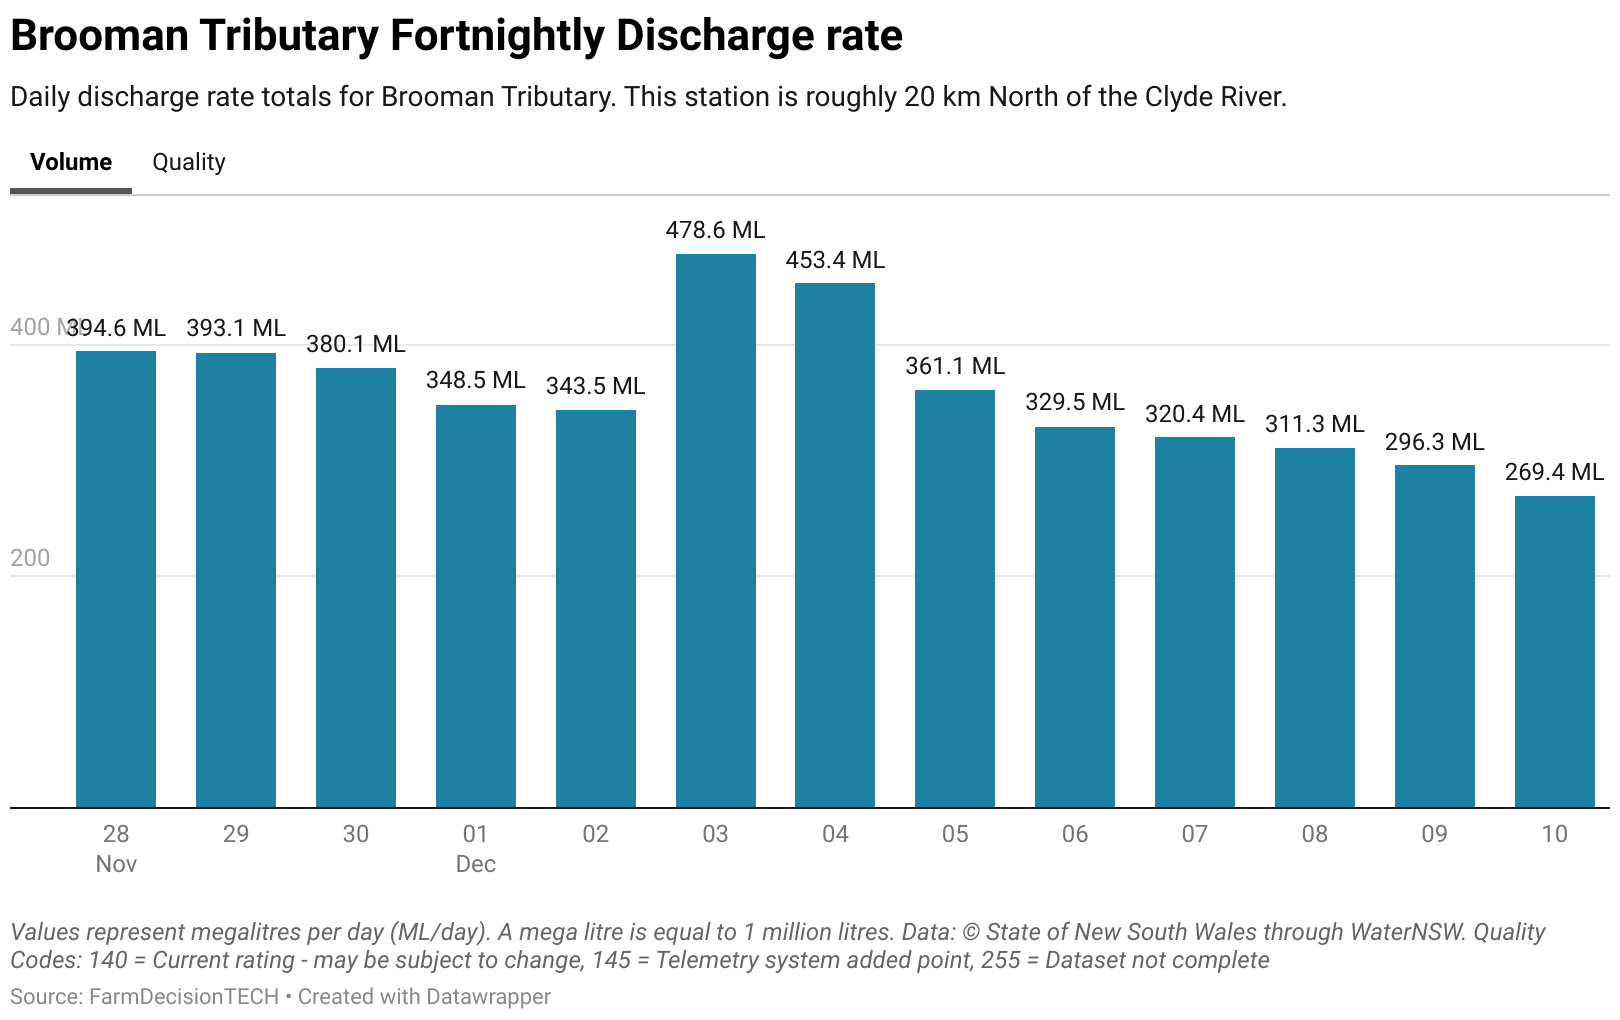 Brooman Tributary Fortnightly Discharge rate
Daily discharge rate totals for Brooman Tributary. This station is roughly 20 km North of the Clyde River.
Volume Quality
478.6 ML
453.4 ML
400 ML 394.6 ML 393.1 ML
380.1 ML
361.1 ML
348.5 ML 343.5 ML
329.5 ML
320.4 ML
311.3 ML
296.3 ML
269.4 ML
200
28 29 30 01 02 03 04 05 06 07 08 09 10
Nov Dec
Values represent megalitres per day (ML/day). A mega litre is equal to 1 million litres. Data: © State of New South Wales through WaterNSW. Quality
Codes: 140 = Current rating - may be subject to change, 145 = Telemetry system added point, 255 = Dataset not complete
Source: FarmDecisionTECH • Created with Datawrapper